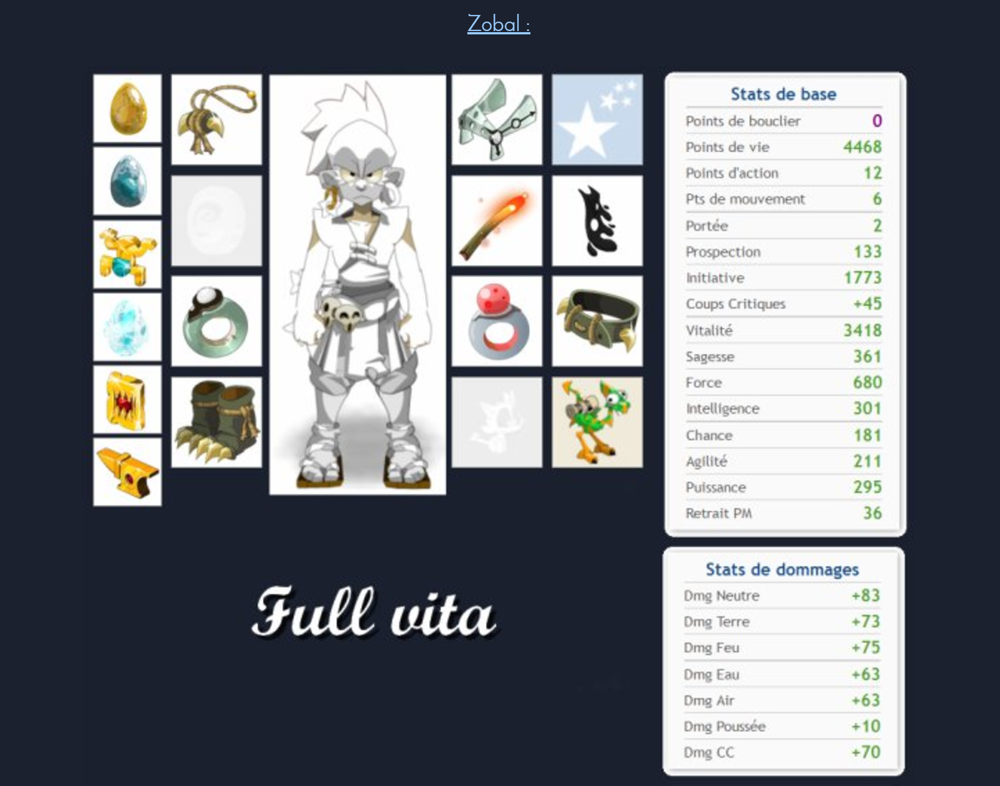 Zobal :
Stats de base
Points de bouclier 0
Points de vie 4468
Points d'action 12
Pts de mouvement 6
Portée 2
Prospection 133
Initiative 1773
Coups Critiques +45
Vitalité 3418
Sagesse 361
Force 680
Intelligence 301
Chance 181
Agilité 211
Puissance 295
Retrait PM 36
Full vita
Stats de dommages
Dmg Neutre +83
Dmg Terre +73
Dmg Feu +75
Dmg Eau +63
Dmg Air +63
Dmg Poussée +10
Dmg CC +70